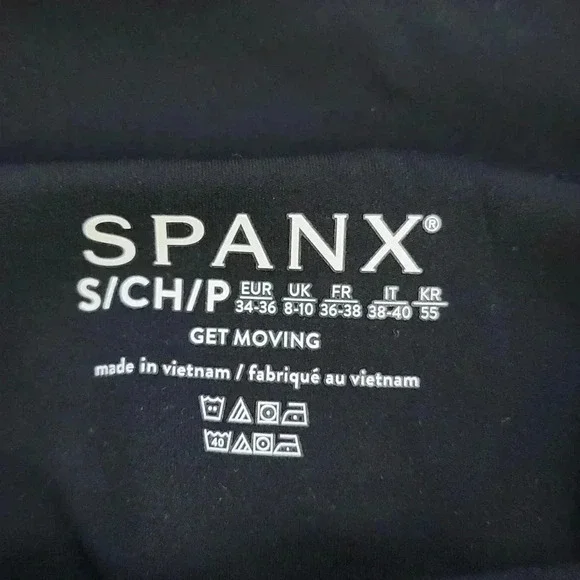 SPANX®
S/CH/P EUR 34-36 UK 8-10 FR 36-38 IT 38-40 KR 55
GET MOVING
made in vietnam / fabriqué au vietnam
40